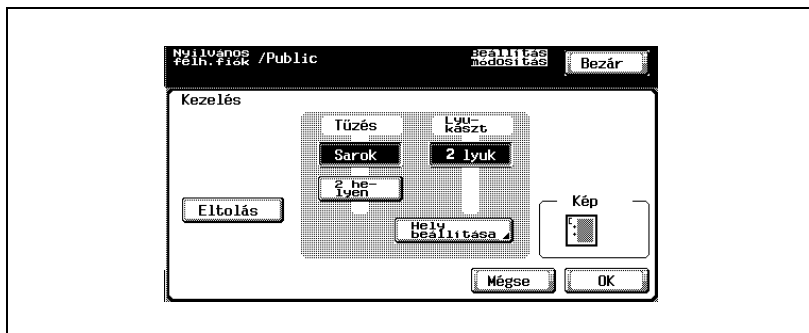 Nyilvános
félh.fiók /Public
Beállítás
módosítás
Bezár
Kezelés
Tűzés
Lyu-
kaszt
Sarok
2 lyuk
2 he-
lyen
Eltolás
Kép
Hely
beállítása
Mégse
OK